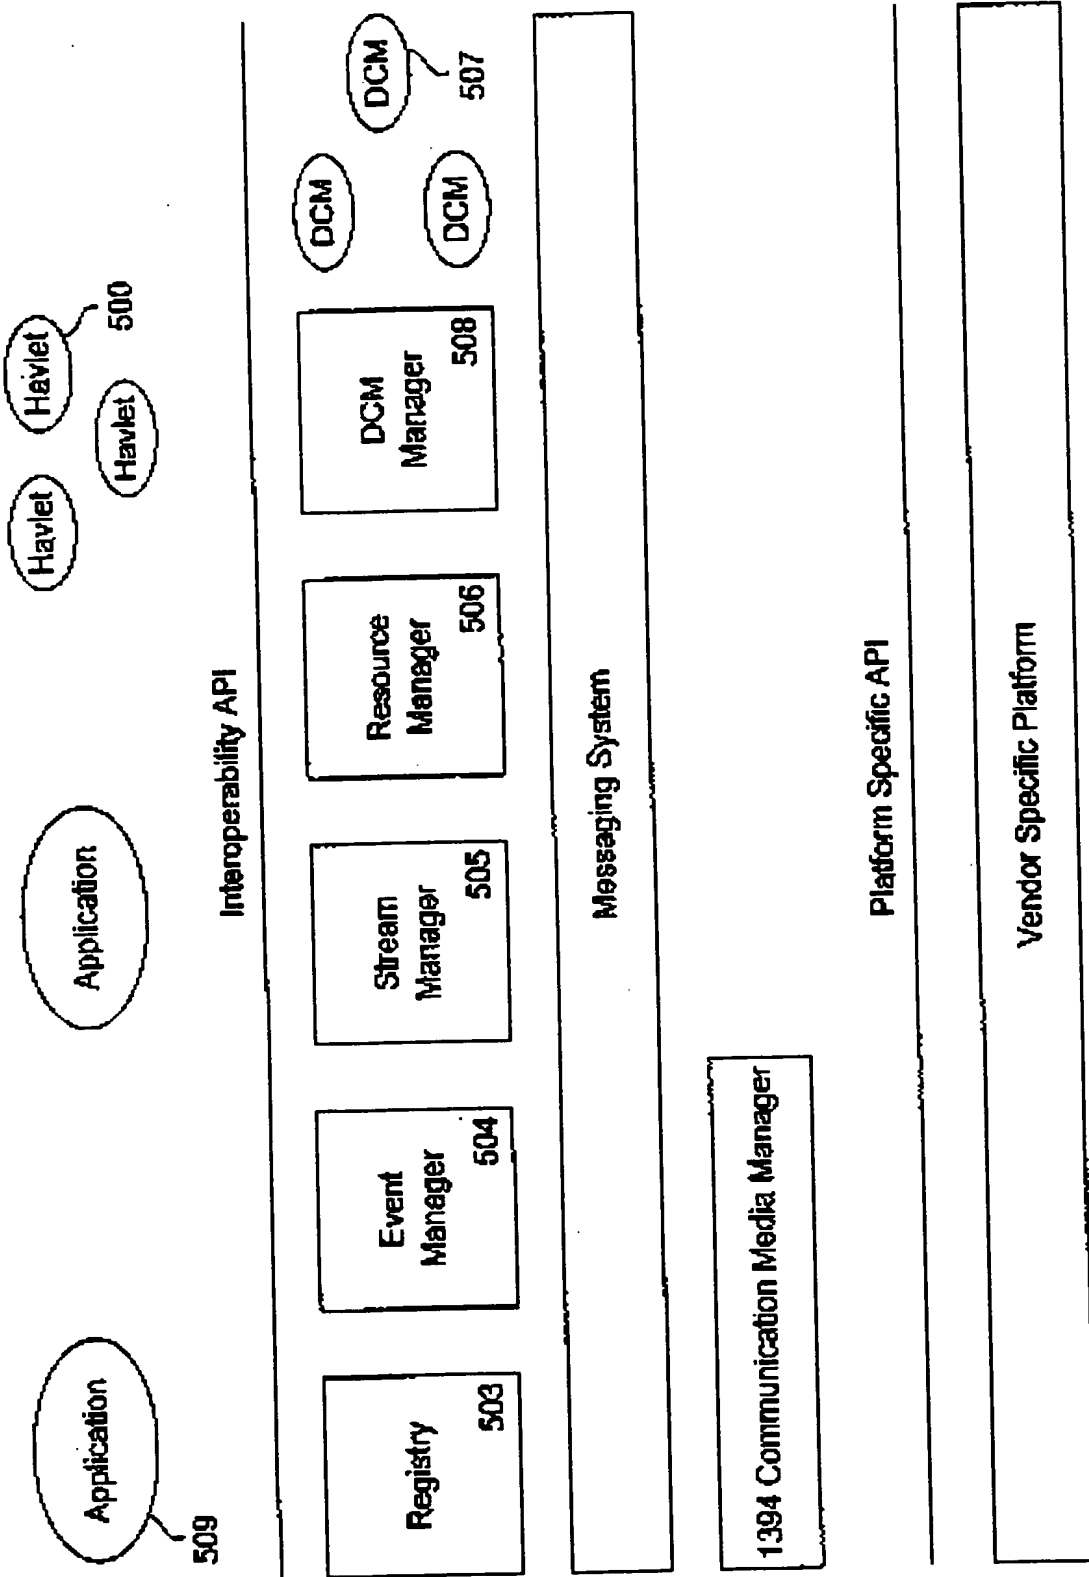 Application
509
Application
Havlet
Havlet
Havlet
500
Interoperability API
Registry
503
Event
Manager
504
Stream
Manager
505
Resource
Manager
506
DCM
Manager
508
DCM
DCM
DCM
507
Messaging System
1394 Communication Media Manager
Platform Specific API
Vendor Specific Platform